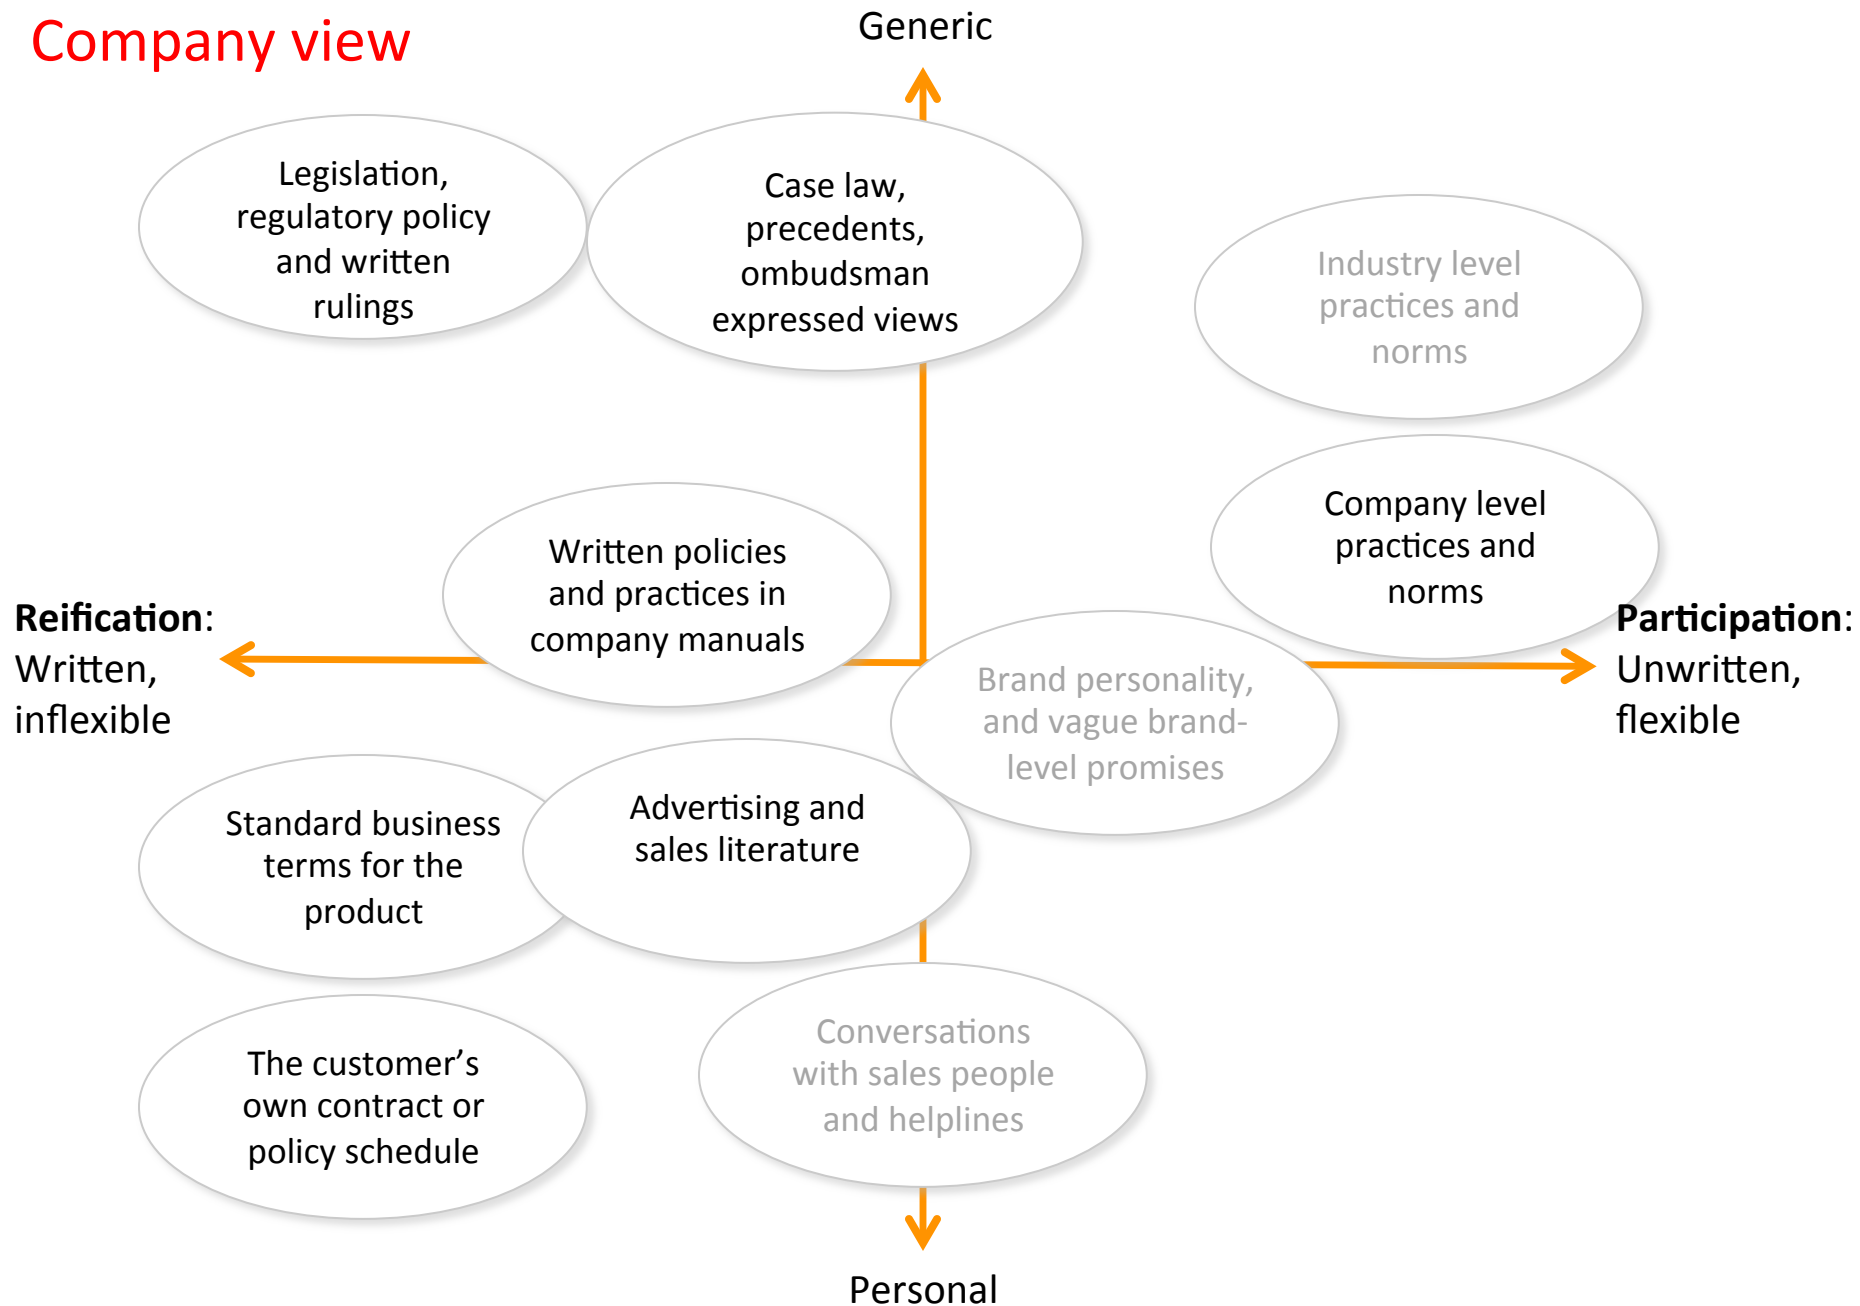 Company view
Generic
Legislation,
regulatory policy
and written
rulings
Case law,
precedents,
ombudsman
expressed views
Industry level
practices and
norms
Company level
practices and
norms
Written policies
and practices in
company manuals
Reification:
Written,
inflexible
Participation:
Unwritten,
flexible
Brand personality,
and vague brand-
level promises
Standard business
terms for the
product
Advertising and
sales literature
Conversations
with sales people
and helplines
The customer’s
own contract or
policy schedule
Personal